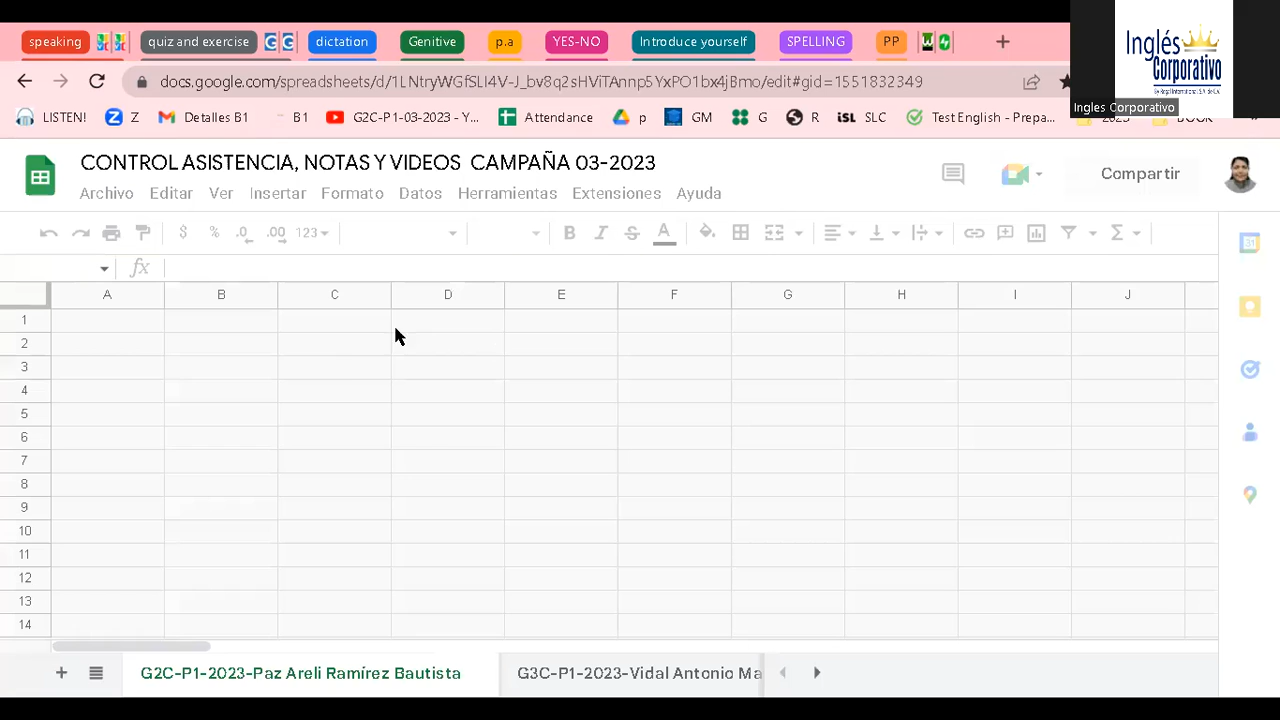 speaking quiz and exercise dictation Genitive p.a YES-NO Introduce yourself SPELLING PP
docs.google.com/spreadsheets/d/1LNtryWGfSLI4V-J_bv8q2sHViTAnnp5YxPO1bx4jBmo/edit#gid=1551832349
Inglés
Corporativo
Ingles Corporativo
LISTEN! Z Detalles B1 B1 G2C-P1-03-2023 - Y... Attendance p GM G R SLC Test English - Prepa... 2023 BOOK
CONTROL ASISTENCIA, NOTAS Y VIDEOS CAMPAÑA 03-2023
Archivo Editar Ver Insertar Formato Datos Herramientas Extensiones Ayuda
Compartir
$ % .0 .00 123
B I S A
fx
A B C D E F G H I J
1
2
3
4
5
6
7
8
9
10
11
12
13
14
G2C-P1-2023-Paz Areli Ramírez Bautista G3C-P1-2023-Vidal Antonio Ma